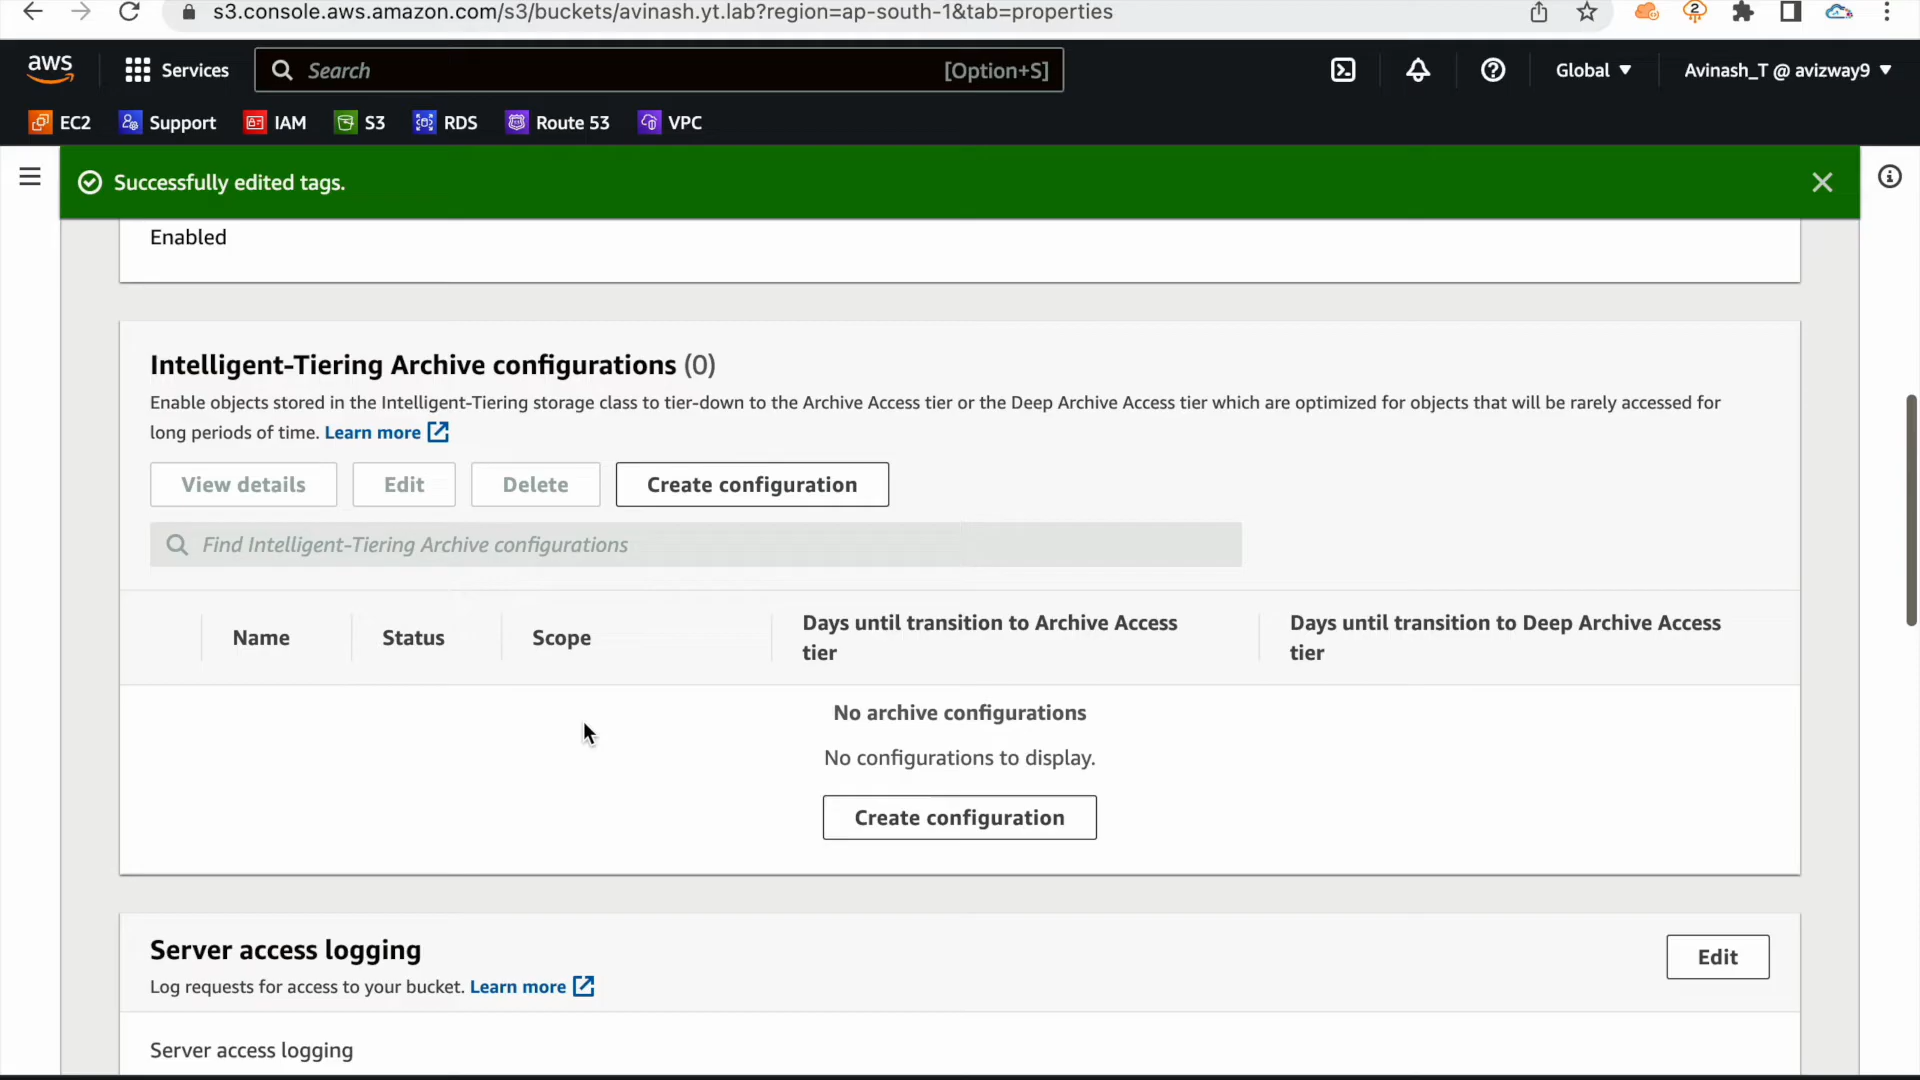 s3.console.aws.amazon.com/s3/buckets/avinash.yt.lab?region=ap-south-1&tab=properties
2
aws
Services
Search
[Option+S]
Global
Avinash_T @ avizway9
EC2
Support
IAM
S3
RDS
Route 53
VPC
Successfully edited tags.
Enabled
Intelligent-Tiering Archive configurations (0)
Enable objects stored in the Intelligent-Tiering storage class to tier-down to the Archive Access tier or the Deep Archive Access tier which are optimized for objects that will be rarely accessed for
long periods of time. Learn more
View details
Edit
Delete
Create configuration
Find Intelligent-Tiering Archive configurations
Name
Status
Scope
Days until transition to Archive Access
tier
Days until transition to Deep Archive Access
tier
No archive configurations
No configurations to display.
Create configuration
Server access logging
Edit
Log requests for access to your bucket. Learn more
Server access logging